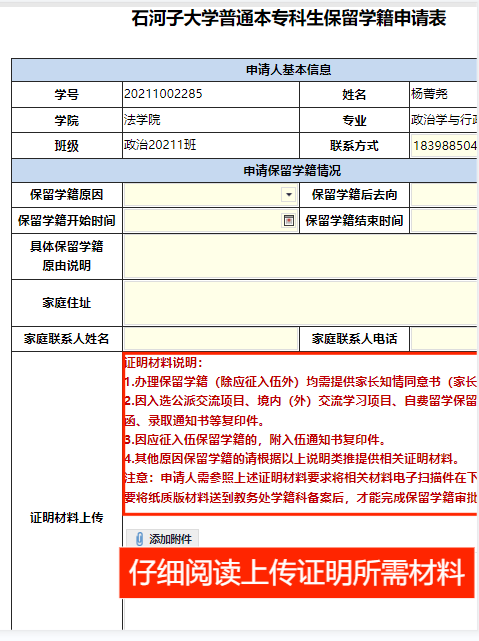 石河子大学普通本专科生保留学籍申请表
申请人基本信息
学号 20211002285 姓名 杨菁尧
学院 法学院 专业 政治学与行政
班级 政治20211班 联系方式 183988504
申请保留学籍情况
保留学籍原因 保留学籍后去向
保留学籍开始时间 保留学籍结束时间
具体保留学籍
原由说明
家庭住址
家庭联系人姓名 家庭联系人电话
证明材料上传
证明材料说明：
1.办理保留学籍（除应征入伍外）均需提供家长知情同意书（家长
2.因入选公派交流项目、境内（外）交流学习项目、自费留学保留
函、录取通知书等复印件。
3.因应征入伍保留学籍的，附入伍通知书复印件。
4.其他原因保留学籍的请根据以上说明类推提供相关证明材料。
注意：申请人需参照上述证明材料要求将相关材料电子扫描件在下
要将纸质版材料送到教务处学籍科备案后，才能完成保留学籍审批
添加附件
仔细阅读上传证明所需材料